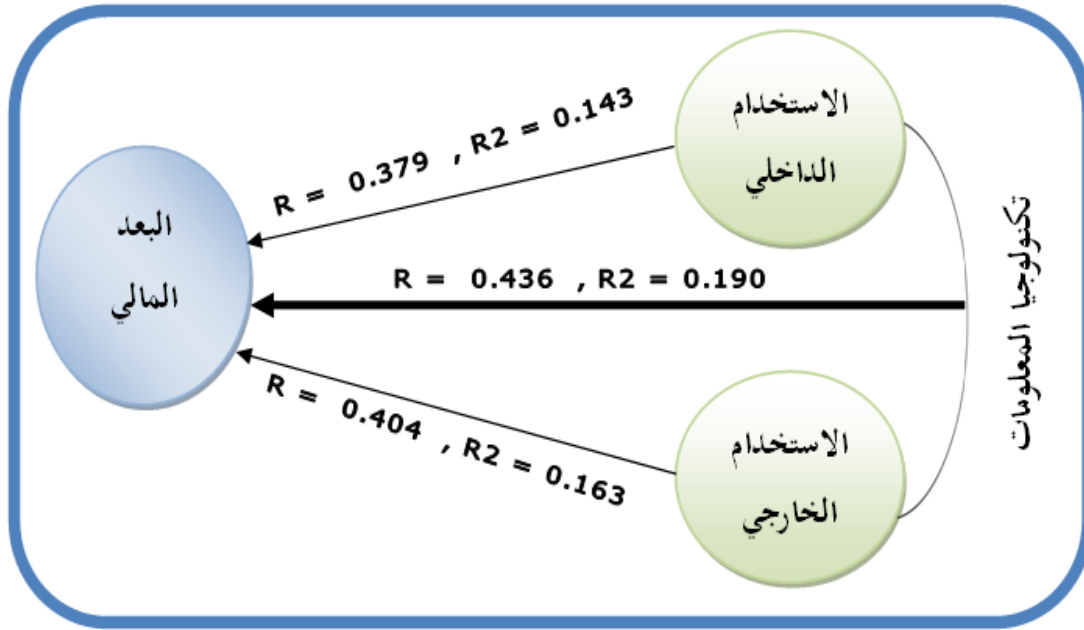 الاستخدام
الداخلي
R = 0.379 , R2 = 0.143
البعد
المالي
R = 0.436 , R2 = 0.190
تكنولوجيا المعلومات
الاستخدام
الخارجي
R = 0.404 , R2 = 0.163